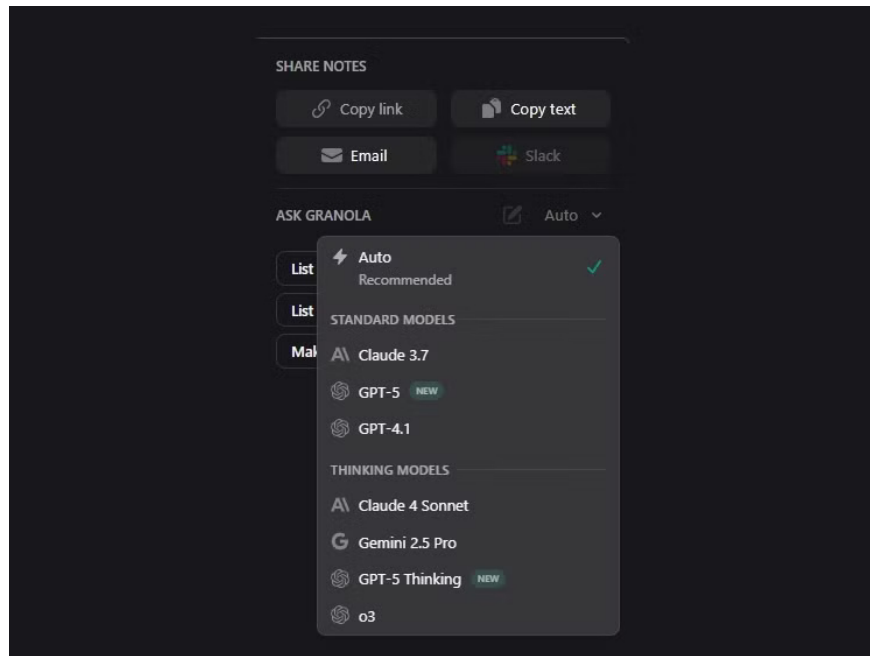 SHARE NOTES
Copy link
Copy text
Email
Slack
ASK GRANOLA
Auto
List
List
Auto
Recommended
STANDARD MODELS
Claude 3.7
GPT-5 NEW
GPT-4.1
THINKING MODELS
Claude 4 Sonnet
Gemini 2.5 Pro
GPT-5 Thinking NEW
o3